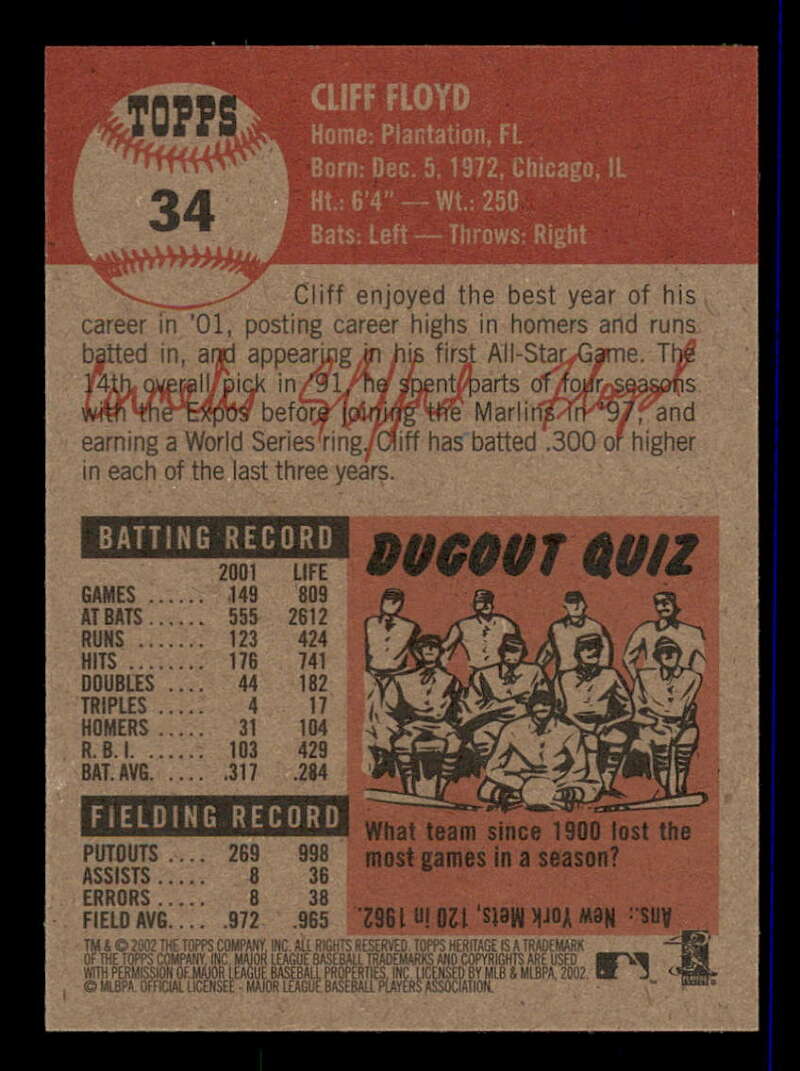 TOPPS
34
CLIFF FLOYD
Home: Plantation, FL
Born: Dec. 5, 1972, Chicago, IL
Ht.: 6'4" — Wt.: 250
Bats: Left — Throws: Right
Cliff enjoyed the best year of his
career in '01, posting career highs in homers and runs
batted in, and appearing in his first All-Star Game. The
14th overall pick in '91, he spent parts of four seasons
with the Expos before joining the Marlins in '97, and
earning a World Series ring. Cliff has batted .300 or higher
in each of the last three years.
Cornelius Clifford Floyd
BATTING RECORD
2001 LIFE
GAMES ...... 149 809
AT BATS ...... 555 2612
RUNS ....... 123 424
HITS ........ 176 741
DOUBLES .... 44 182
TRIPLES ..... 4 17
HOMERS ..... 31 104
R. B. I. ...... 103 429
BAT. AVG. .... .317 .284
FIELDING RECORD
PUTOUTS .... 269 998
ASSISTS ..... 8 36
ERRORS ..... 8 38
FIELD AVG. ... .972 .965
DUGOUT QUIZ
What team since 1900 lost the
most games in a season?
Ans.: New York Mets, 120 in 1962.
TM & © 2002 THE TOPPS COMPANY, INC. ALL RIGHTS RESERVED. TOPPS HERITAGE IS A TRADEMARK
OF THE TOPPS COMPANY, INC. MAJOR LEAGUE BASEBALL TRADEMARKS AND COPYRIGHTS ARE USED
WITH PERMISSION OF MAJOR LEAGUE BASEBALL PROPERTIES, INC. LICENSED BY MLB & MLBPA, 2002.
© MLBPA. OFFICIAL LICENSEE - MAJOR LEAGUE BASEBALL PLAYERS ASSOCIATION.